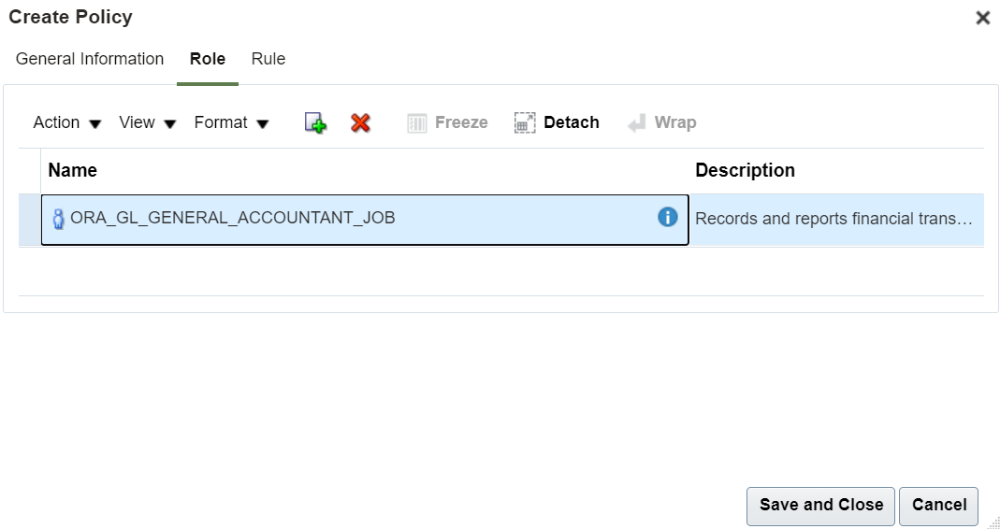 Create Policy
General Information Role Rule
Action View Format Freeze Detach Wrap
Name Description
ORA_GL_GENERAL_ACCOUNTANT_JOB Records and reports financial trans…
Save and Close Cancel